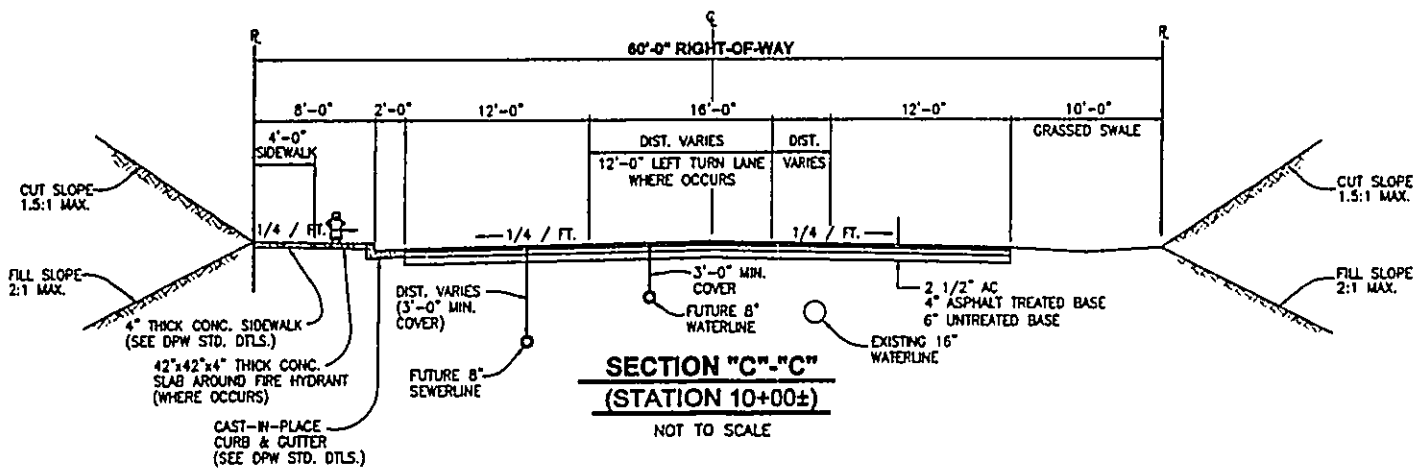 ℄
60'-0" RIGHT-OF-WAY
8'-0"
2'-0"
12'-0"
16'-0"
12'-0"
10'-0"
4'-0"
SIDEWALK
DIST. VARIES
12'-0" LEFT TURN LANE
WHERE OCCURS
DIST.
VARIES
GRASSED SWALE
CUT SLOPE
1.5:1 MAX.
1/4 / FT.
1/4 / FT.
1/4 / FT.
CUT SLOPE
1.5:1 MAX.
FILL SLOPE
2:1 MAX.
FILL SLOPE
2:1 MAX.
4" THICK CONC. SIDEWALK
(SEE DPW STD. DTLS.)
42"x42"x4" THICK CONC.
SLAB AROUND FIRE HYDRANT
(WHERE OCCURS)
CAST-IN-PLACE
CURB & GUTTER
(SEE DPW STD. DTLS.)
DIST. VARIES
(3'-0" MIN.
COVER)
FUTURE 8"
SEWERLINE
3'-0" MIN.
COVER
FUTURE 8"
WATERLINE
EXISTING 16"
WATERLINE
2 1/2" AC
4" ASPHALT TREATED BASE
6" UNTREATED BASE
SECTION "C"-"C"
(STATION 10+00±)
NOT TO SCALE